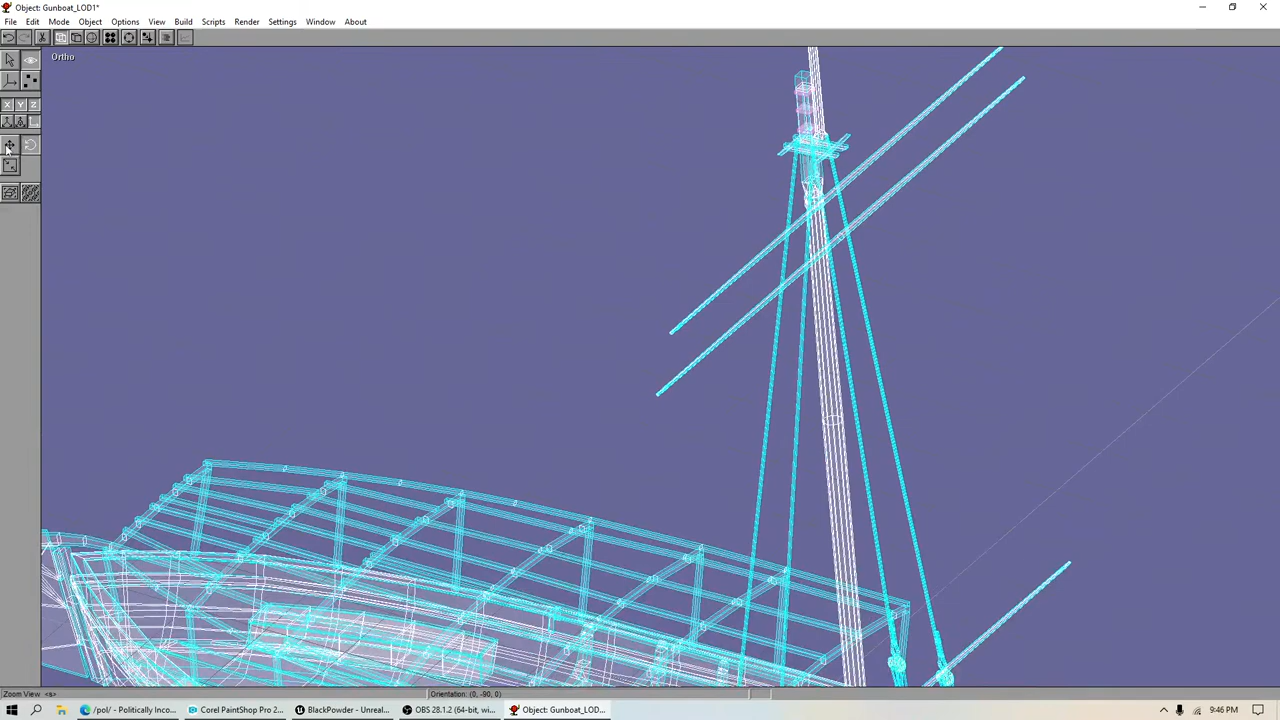 Object: Gunboat_LOD1*
File Edit Mode Object Options View Build Scripts Render Settings Window About
Ortho
X Y Z
Zoom View <s> Orientation: (0, -90, 0)
/pol/ - Politically Inco... Corel PaintShop Pro 2... BlackPowder - Unreal... OBS 28.1.2 (64-bit, wi... Object: Gunboat_LOD... 9:46 PM